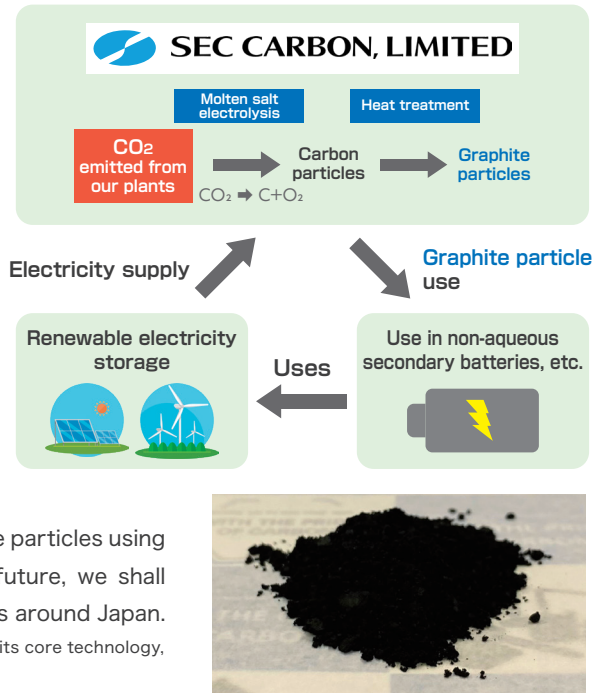 SEC CARBON, LIMITED
Molten salt
electrolysis
Heat treatment
CO₂
emitted from
our plants
Carbon
particles
Graphite
particles
CO₂ ➡ C+O₂
Electricity supply
Graphite particle
use
Renewable electricity
storage
Uses
Use in non-aqueous
secondary batteries, etc.
e particles using
future, we shall
s around Japan.
its core technology,